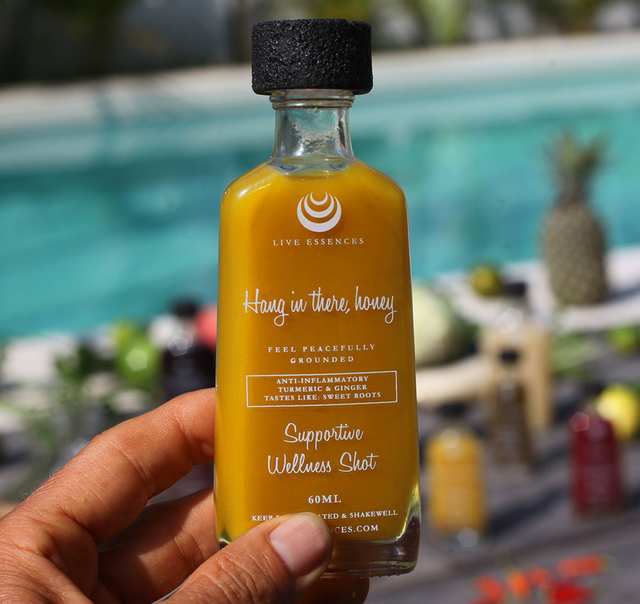 LIVE ESSENCES
Hang in there, honey
FEEL PEACEFULLY
GROUNDED
ANTI-INFLAMMATORY
TURMERIC & GINGER
TASTES LIKE: SWEET ROOTS
Supportive
Wellness Shot
60ML
KEEP & SHAKEWELL